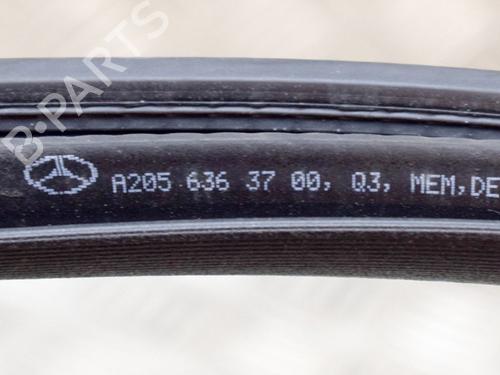 B-PARTS
A205 636 37 00, Q3, MEM, DE